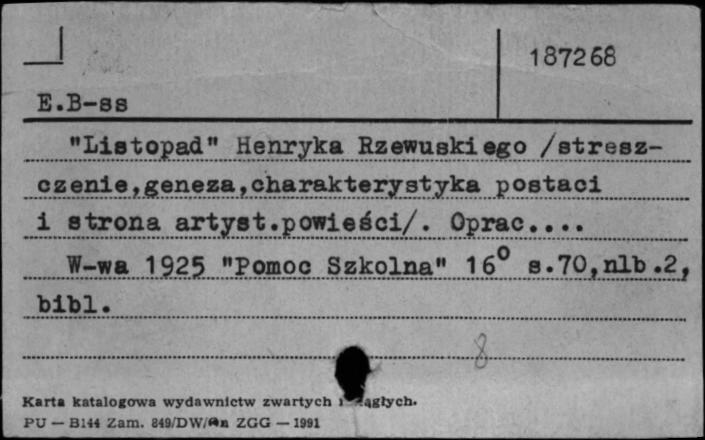 187268
E.B-ss
"Listopad" Henryka Rzewuskiego /stresz-
czenie,geneza,charakterystyka postaci
i strona artyst.powieści/. Oprac....
W-wa 1925 "Pomoc Szkolna" 16° s.70,nlb.2,
bibl.
8
Karta katalogowa wydawnictw zwartych
PU — B144 Zam. 849/DW/ ZGG — 1991